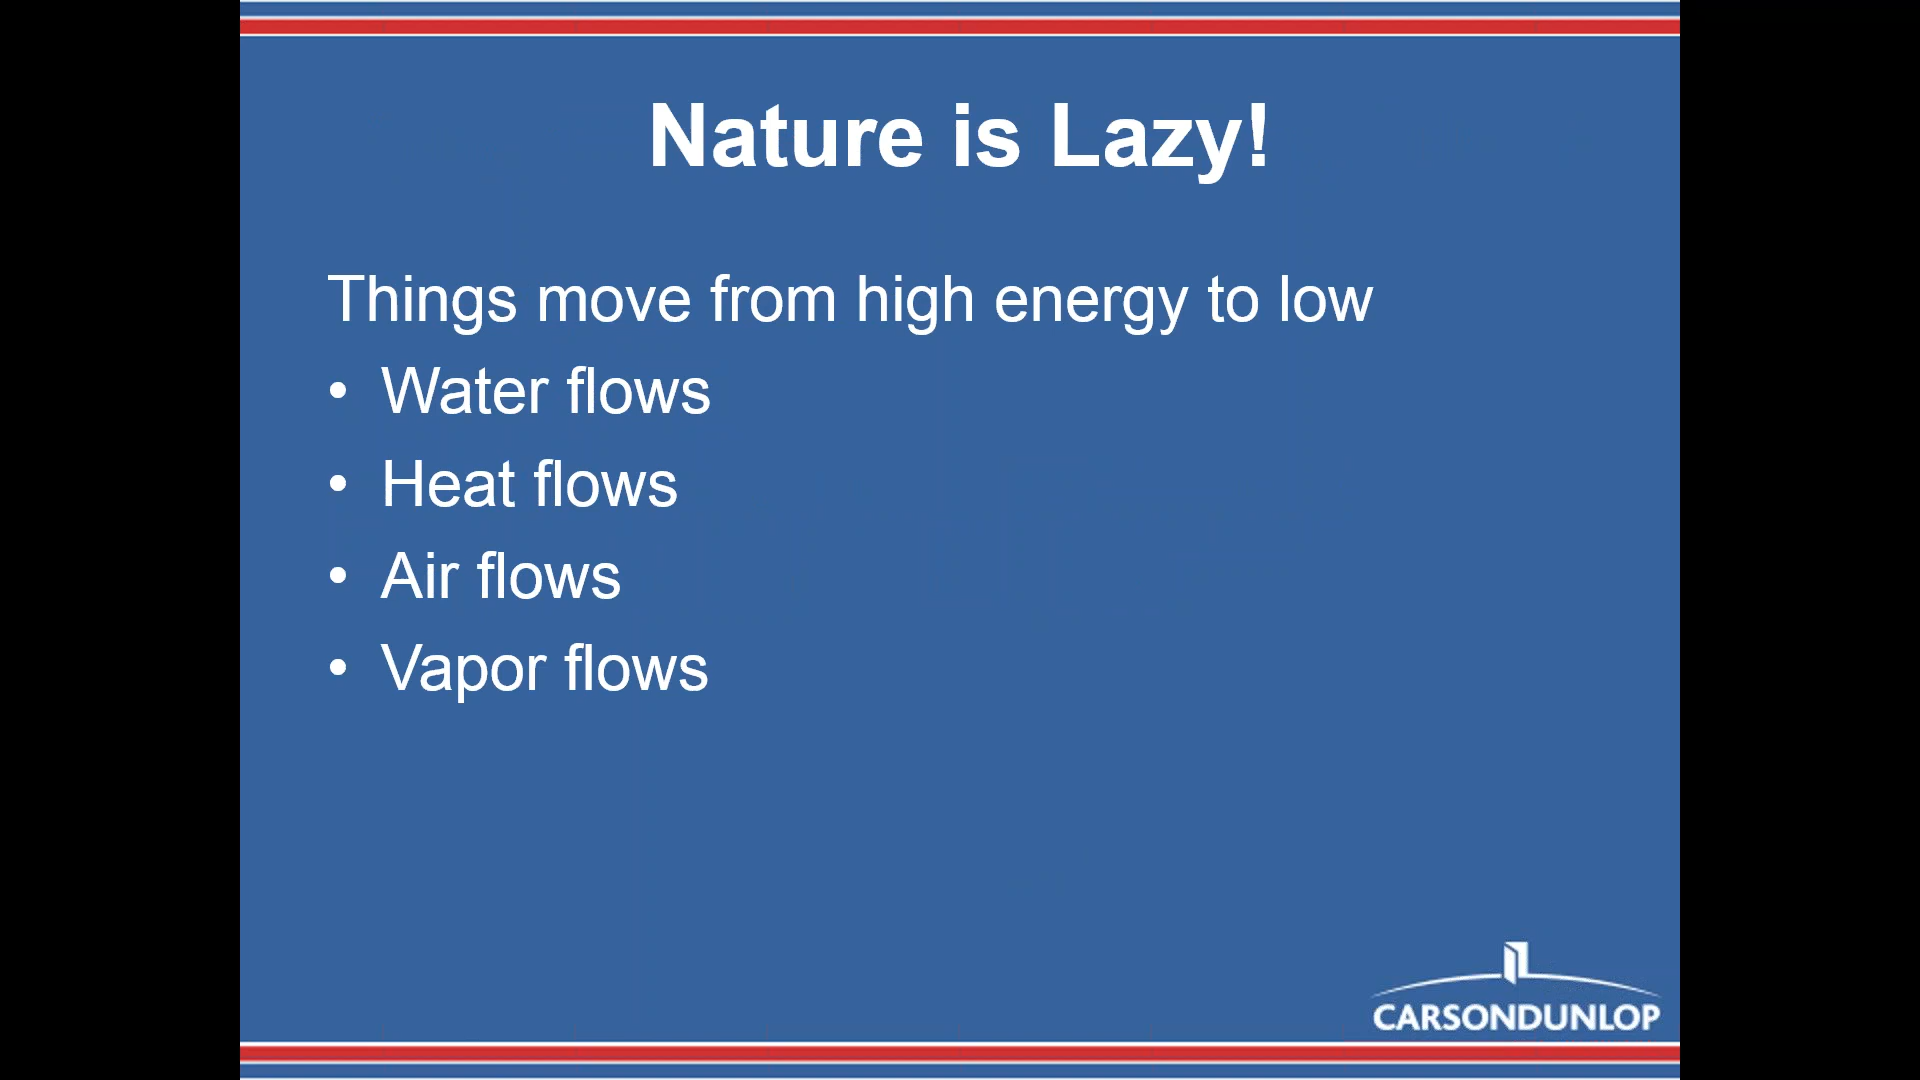 Nature is Lazy!
Things move from high energy to low
• Water flows
• Heat flows
• Air flows
• Vapor flows
CARSONDUNLOP